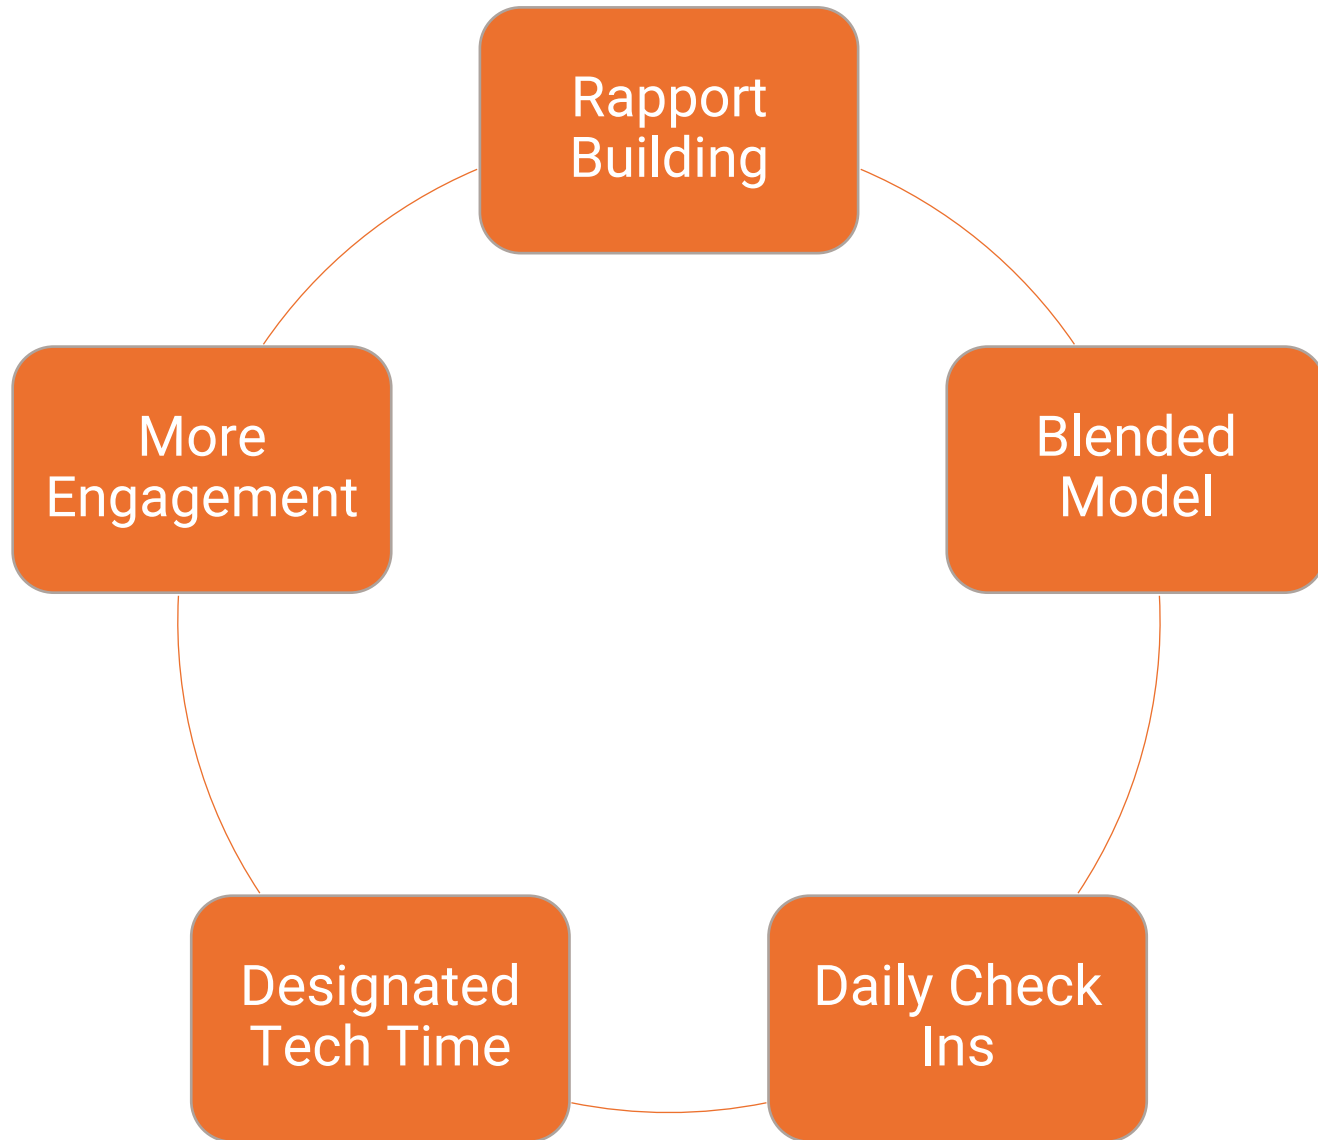 Rapport
Building
Blended
Model
Daily Check
Ins
Designated
Tech Time
More
Engagement